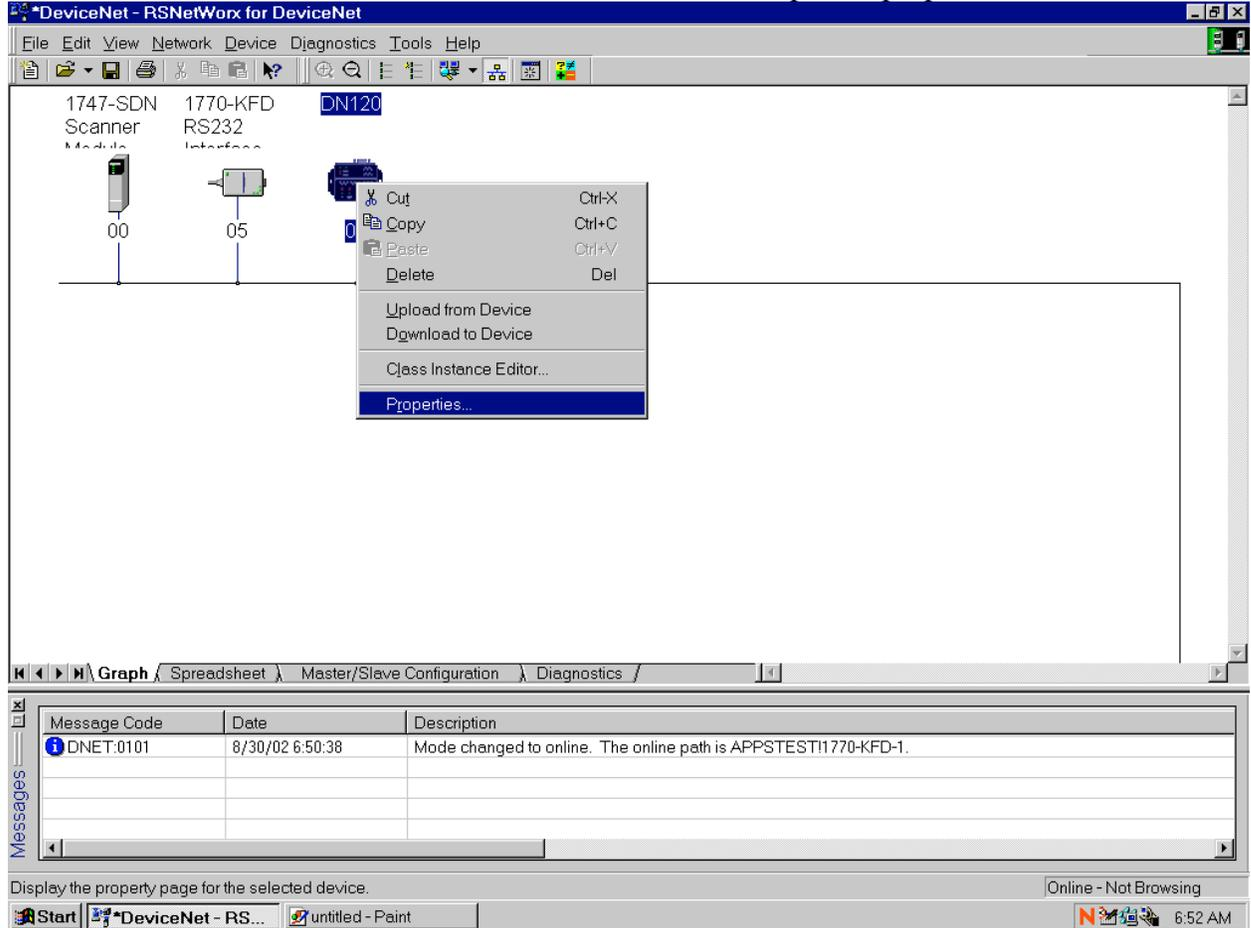 *DeviceNet - RSNetWorx for DeviceNet
File Edit View Network Device Diagnostics Tools Help
1747-SDN 1770-KFD DN120
Scanner RS232
Module Interface
00 05 0
Cut Ctrl-X
Copy Ctrl+C
Paste Ctrl+V
Delete Del
Upload from Device
Download to Device
Class Instance Editor...
Properties...
Graph Spreadsheet Master/Slave Configuration Diagnostics
Messages
Message Code Date Description
DNET:0101 8/30/02 6:50:38 Mode changed to online. The online path is APPSTEST!1770-KFD-1.
Display the property page for the selected device. Online - Not Browsing
Start *DeviceNet - RS... untitled - Paint 6:52 AM